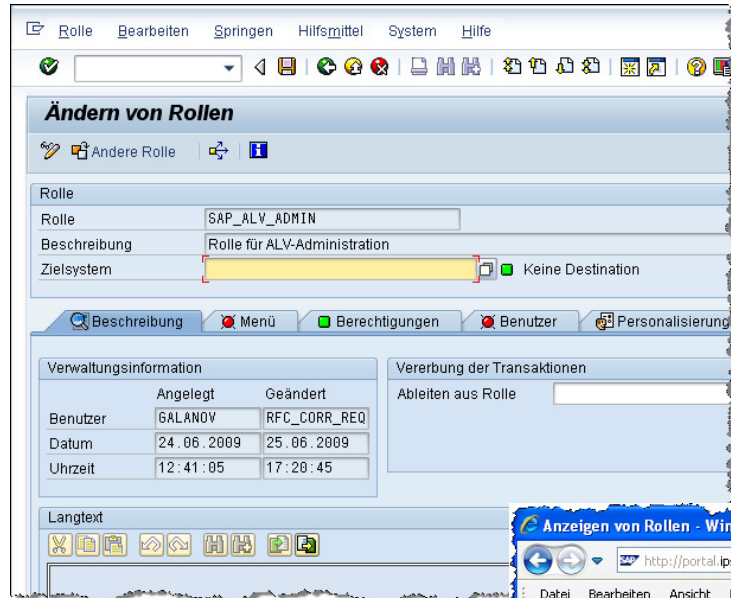 Rolle Bearbeiten Springen Hilfsmittel System Hilfe
Ändern von Rollen
Andere Rolle
Rolle
Rolle SAP_ALV_ADMIN
Beschreibung Rolle für ALV-Administration
Zielsystem Keine Destination
Beschreibung Menü Berechtigungen Benutzer Personalisierung
Verwaltungsinformation
Angelegt Geändert
Benutzer GALANOV RFC_CORR_REQ
Datum 24.06.2009 25.06.2009
Uhrzeit 12:41:05 17:20:45
Vererbung der Transaktionen
Ableiten aus Rolle
Langtext
Anzeigen von Rollen - Win
SAP http://portal.ip
Datei Bearbeiten Ansicht